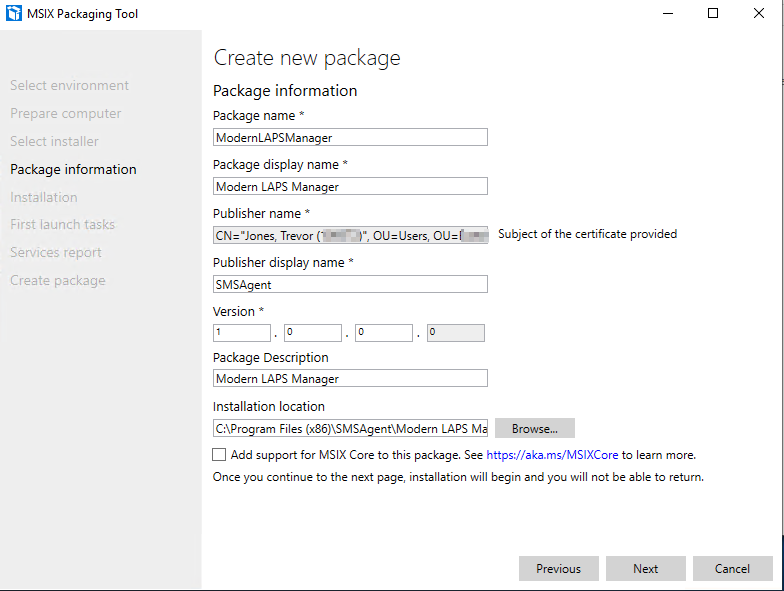 MSIX Packaging Tool
Create new package
Select environment
Prepare computer
Select installer
Package information
Installation
First launch tasks
Services report
Create package
Package information
Package name *
ModernLAPSManager
Package display name *
Modern LAPS Manager
Publisher name *
CN="Jones, Trevor ( )", OU=Users, OU= Subject of the certificate provided
Publisher display name *
SMSAgent
Version *
1 . 0 . 0 . 0
Package Description
Modern LAPS Manager
Installation location
C:\Program Files (x86)\SMSAgent\Modern LAPS Ma Browse...
Add support for MSIX Core to this package. See https://aka.ms/MSIXCore to learn more.
Once you continue to the next page, installation will begin and you will not be able to return.
Previous Next Cancel